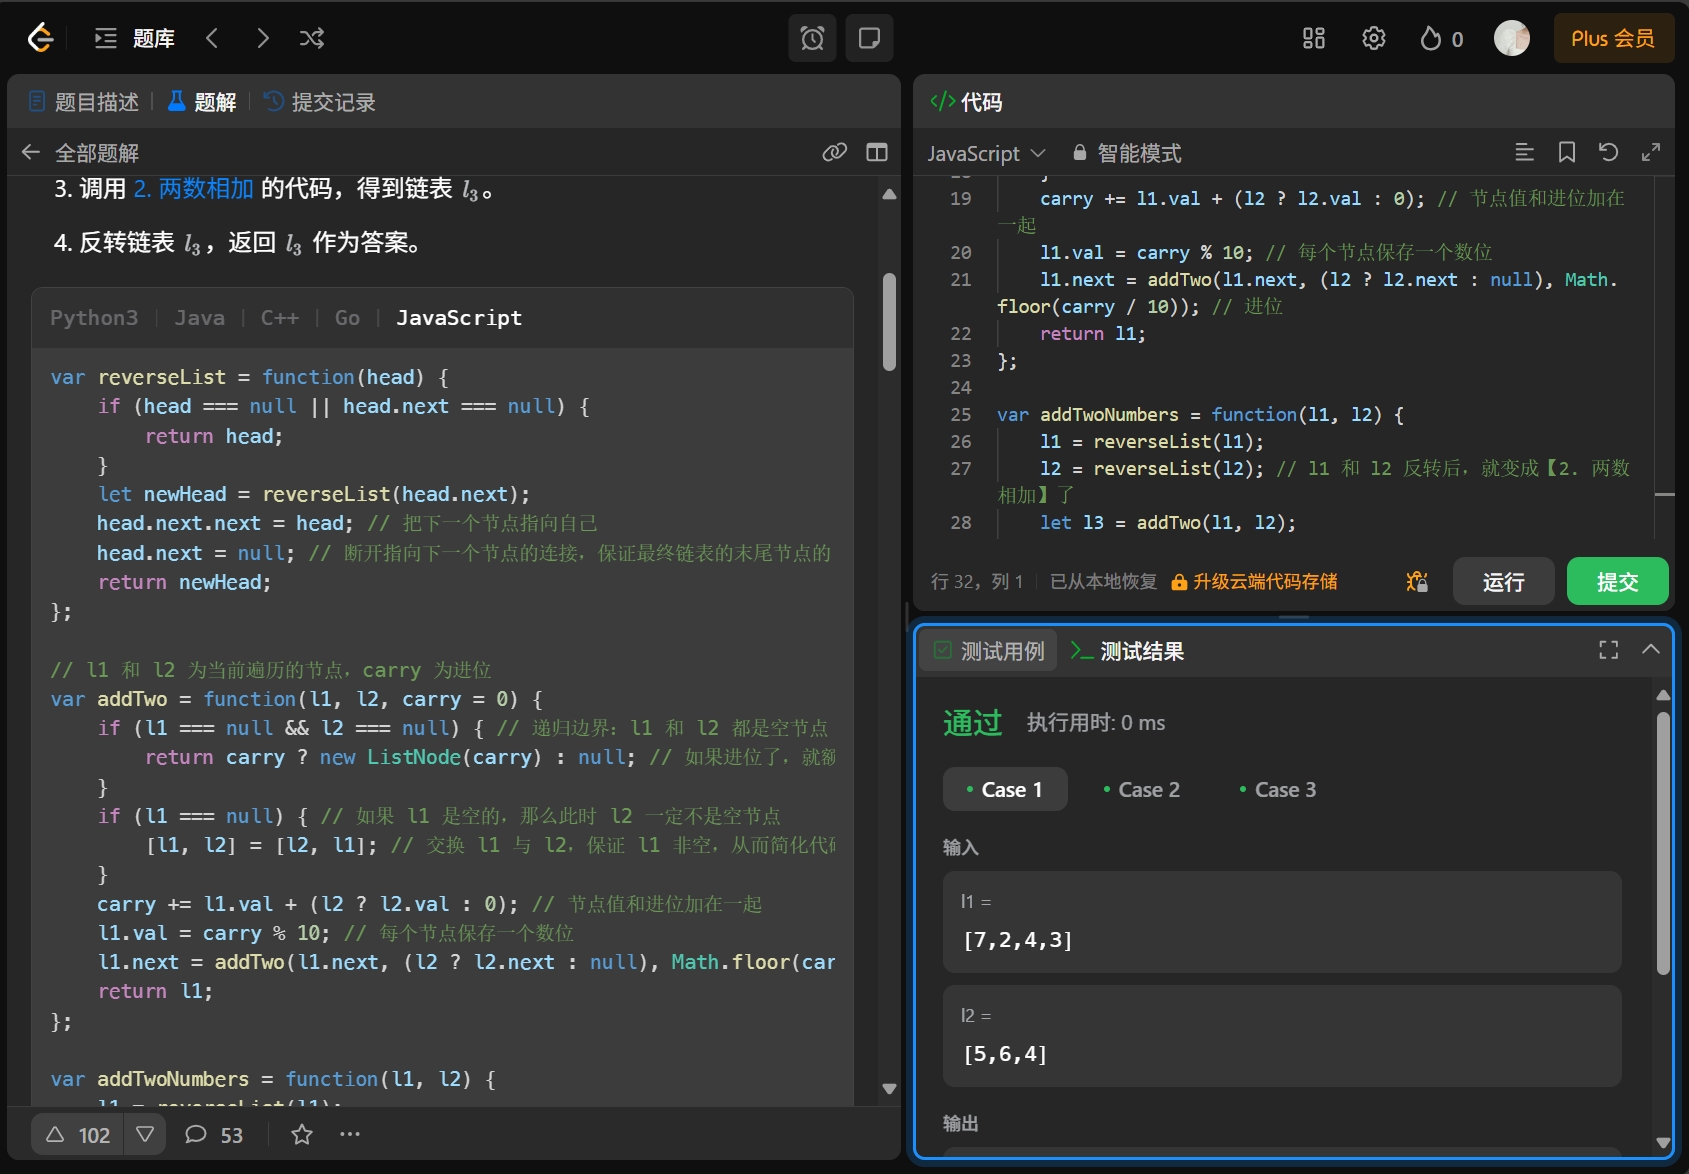 题库
0
Plus 会员
题目描述
题解
提交记录
全部题解
3. 调用 2. 两数相加 的代码，得到链表 l3。
4. 反转链表 l3，返回 l3 作为答案。
Python3 | Java | C++ | Go | JavaScript
var reverseList = function(head) {
    if (head === null || head.next === null) {
        return head;
    }
    let newHead = reverseList(head.next);
    head.next.next = head; // 把下一个节点指向自己
    head.next = null; // 断开指向下一个节点的连接，保证最终链表的末尾节点的
    return newHead;
};
// l1 和 l2 为当前遍历的节点，carry 为进位
var addTwo = function(l1, l2, carry = 0) {
    if (l1 === null && l2 === null) { // 递归边界：l1 和 l2 都是空节点
        return carry ? new ListNode(carry) : null; // 如果进位了，就额
    }
    if (l1 === null) { // 如果 l1 是空的，那么此时 l2 一定不是空节点
        [l1, l2] = [l2, l1]; // 交换 l1 与 l2，保证 l1 非空，从而简化代码
    }
    carry += l1.val + (l2 ? l2.val : 0); // 节点值和进位加在一起
    l1.val = carry % 10; // 每个节点保存一个数位
    l1.next = addTwo(l1.next, (l2 ? l2.next : null), Math.floor(car
    return l1;
};
var addTwoNumbers = function(l1, l2) {
    l1 = reverseList(l1);
102
53
代码
JavaScript
智能模式
19 carry += l1.val + (l2 ? l2.val : 0); // 节点值和进位加在
一起
20 l1.val = carry % 10; // 每个节点保存一个数位
21 l1.next = addTwo(l1.next, (l2 ? l2.next : null), Math.
floor(carry / 10)); // 进位
22 return l1;
23 };
24
25 var addTwoNumbers = function(l1, l2) {
26 l1 = reverseList(l1);
27 l2 = reverseList(l2); // l1 和 l2 反转后，就变成【2. 两数
相加】了
28 let l3 = addTwo(l1, l2);
行 32，列 1
已从本地恢复
升级云端代码存储
运行
提交
测试用例
测试结果
通过
执行用时: 0 ms
Case 1
Case 2
Case 3
输入
l1 =
[7,2,4,3]
l2 =
[5,6,4]
输出